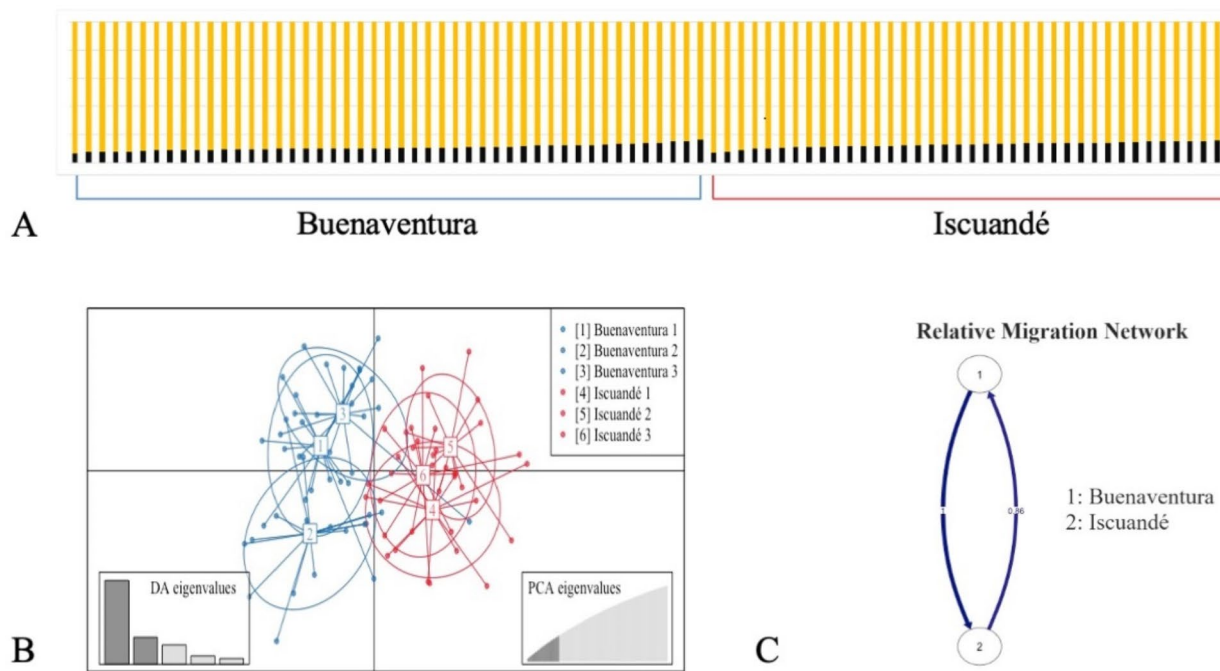 Buenaventura
Iscuandé
A
[1] Buenaventura 1
[2] Buenaventura 2
[3] Buenaventura 3
[4] Iscuandé 1
[5] Iscuandé 2
[6] Iscuandé 3
3
1
5
6
4
2
DA eigenvalues
PCA eigenvalues
B
Relative Migration Network
1
0.86
1: Buenaventura
2: Iscuandé
2
C